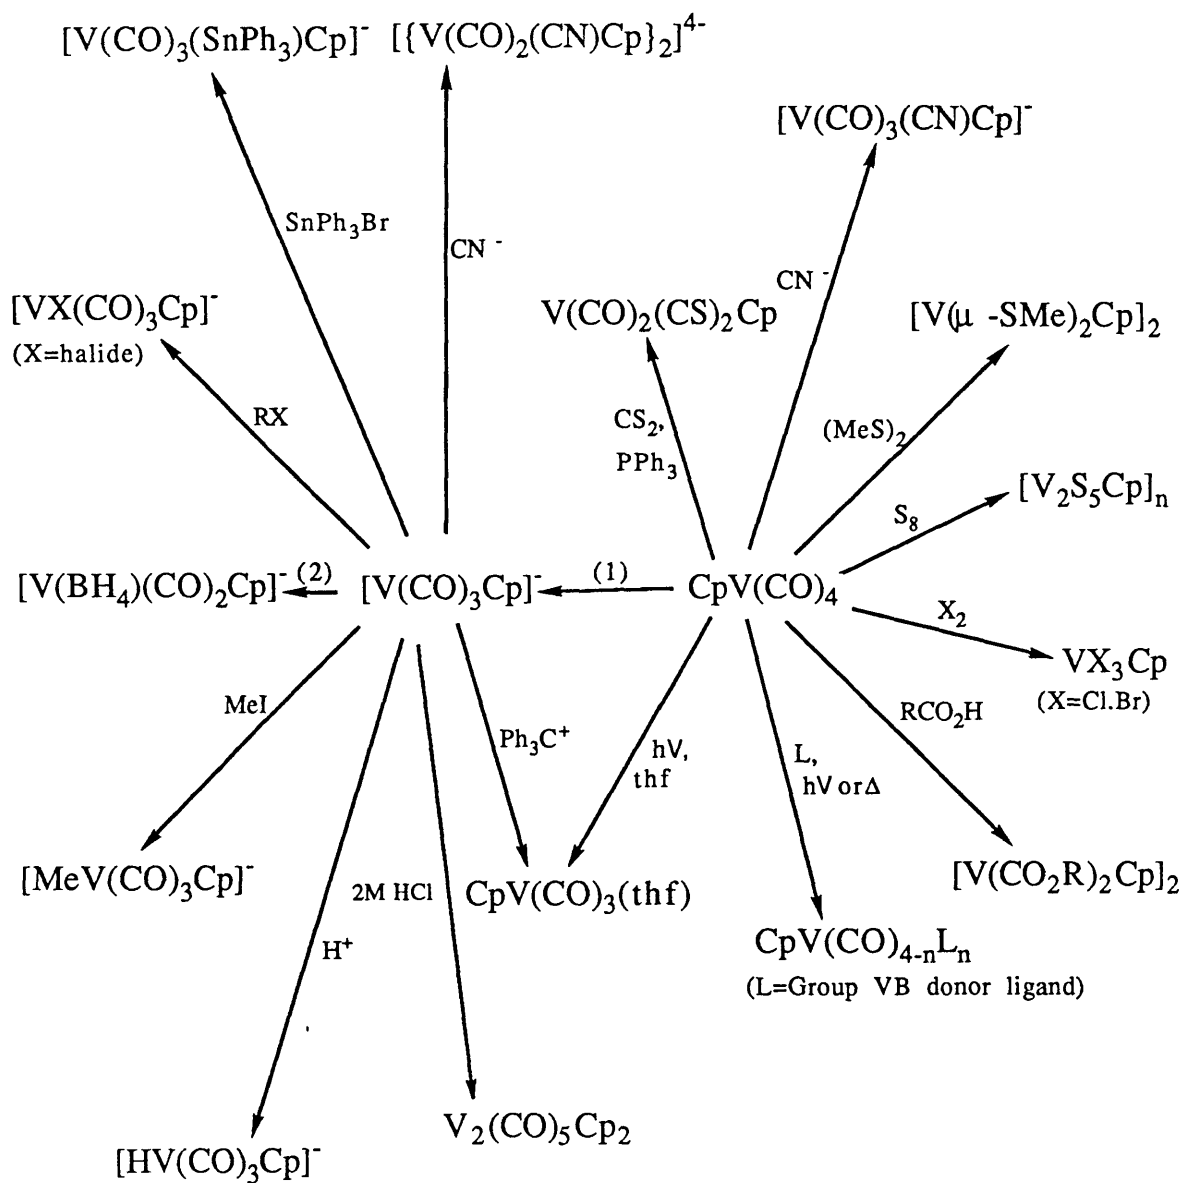 [V(CO)₃(SnPh₃)Cp]⁻ [{V(CO)₂(CN)Cp}₂]⁴⁻
[V(CO)₃(CN)Cp]⁻
SnPh₃Br
CN⁻
CN⁻
[VX(CO)₃Cp]⁻
(X=halide)
V(CO)₂(CS)₂Cp
[V(μ -SMe)₂Cp]₂
RX
CS₂,
PPh₃
(MeS)₂
[V₂S₅Cp]ₙ
S₈
[V(BH₄)(CO)₂Cp]⁻ (2) [V(CO)₃Cp]⁻ (1) CpV(CO)₄
X₂
VX₃Cp
(X=Cl.Br)
MeI
Ph₃C⁺
hV,
thf
L,
hV or Δ
RCO₂H
[MeV(CO)₃Cp]⁻
2M HCl
CpV(CO)₃(thf)
[V(CO₂R)₂Cp]₂
H⁺
CpV(CO)₄₋ₙLₙ
(L=Group VB donor ligand)
V₂(CO)₅Cp₂
[HV(CO)₃Cp]⁻